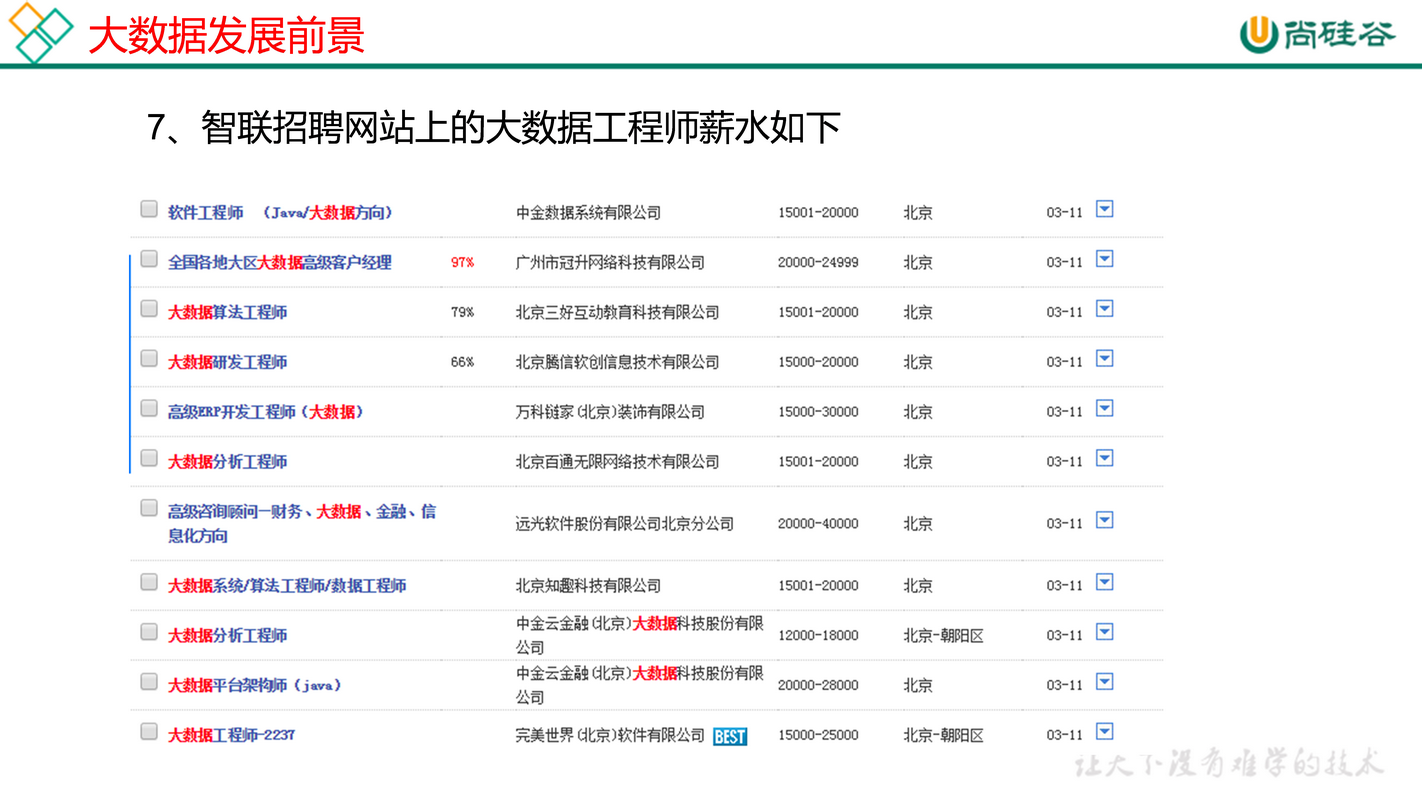 大数据发展前景
尚硅谷
7、智联招聘网站上的大数据工程师薪水如下
软件工程师 （Java/大数据方向） 中金数据系统有限公司 15001-20000 北京 03-11
全国各地大区大数据高级客户经理 97% 广州市冠升网络科技有限公司 20000-24999 北京 03-11
大数据算法工程师 79% 北京三好互动教育科技有限公司 15001-20000 北京 03-11
大数据研发工程师 66% 北京腾信软创信息技术有限公司 15000-20000 北京 03-11
高级ERP开发工程师（大数据） 万科链家(北京)装饰有限公司 15000-30000 北京 03-11
大数据分析工程师 北京百通无限网络技术有限公司 15001-20000 北京 03-11
高级咨询顾问—财务、大数据、金融、信
息化方向 远光软件股份有限公司北京分公司 20000-40000 北京 03-11
大数据系统/算法工程师/数据工程师 北京知趣科技有限公司 15001-20000 北京 03-11
大数据分析工程师 中金云金融(北京)大数据科技股份有限
公司 12000-18000 北京-朝阳区 03-11
大数据平台架构师（java） 中金云金融(北京)大数据科技股份有限
公司 20000-28000 北京 03-11
大数据工程师-2237 完美世界(北京)软件有限公司 BEST 15000-25000 北京-朝阳区 03-11
让天下没有难学的技术